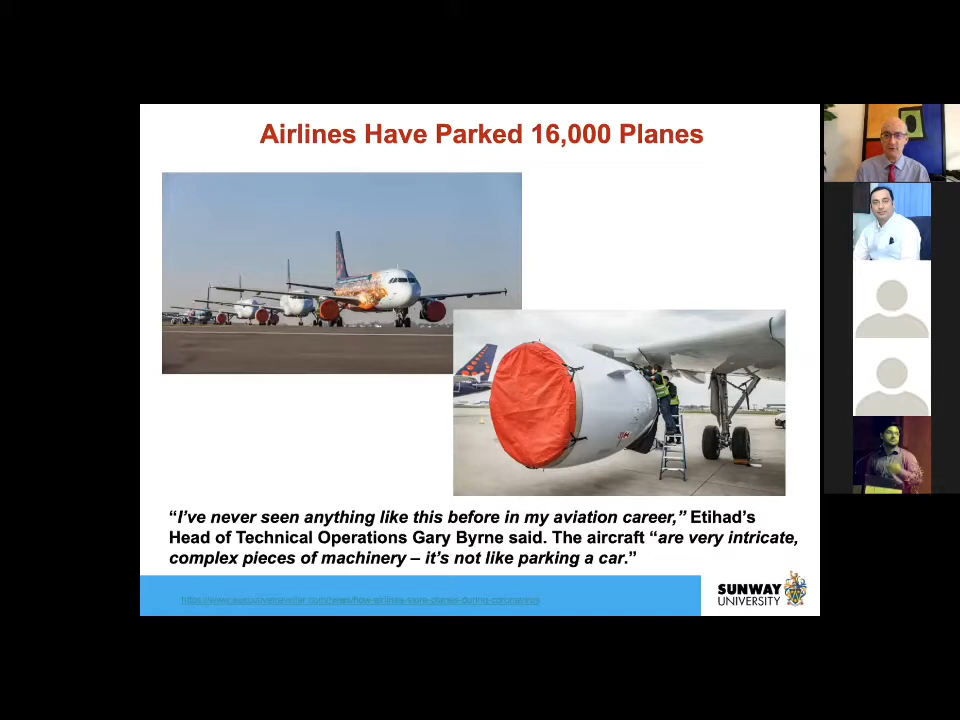 Airlines Have Parked 16,000 Planes
“I’ve never seen anything like this before in my aviation career,” Etihad’s
Head of Technical Operations Gary Byrne said. The aircraft “are very intricate,
complex pieces of machinery – it’s not like parking a car.”
SUNWAY
UNIVERSITY